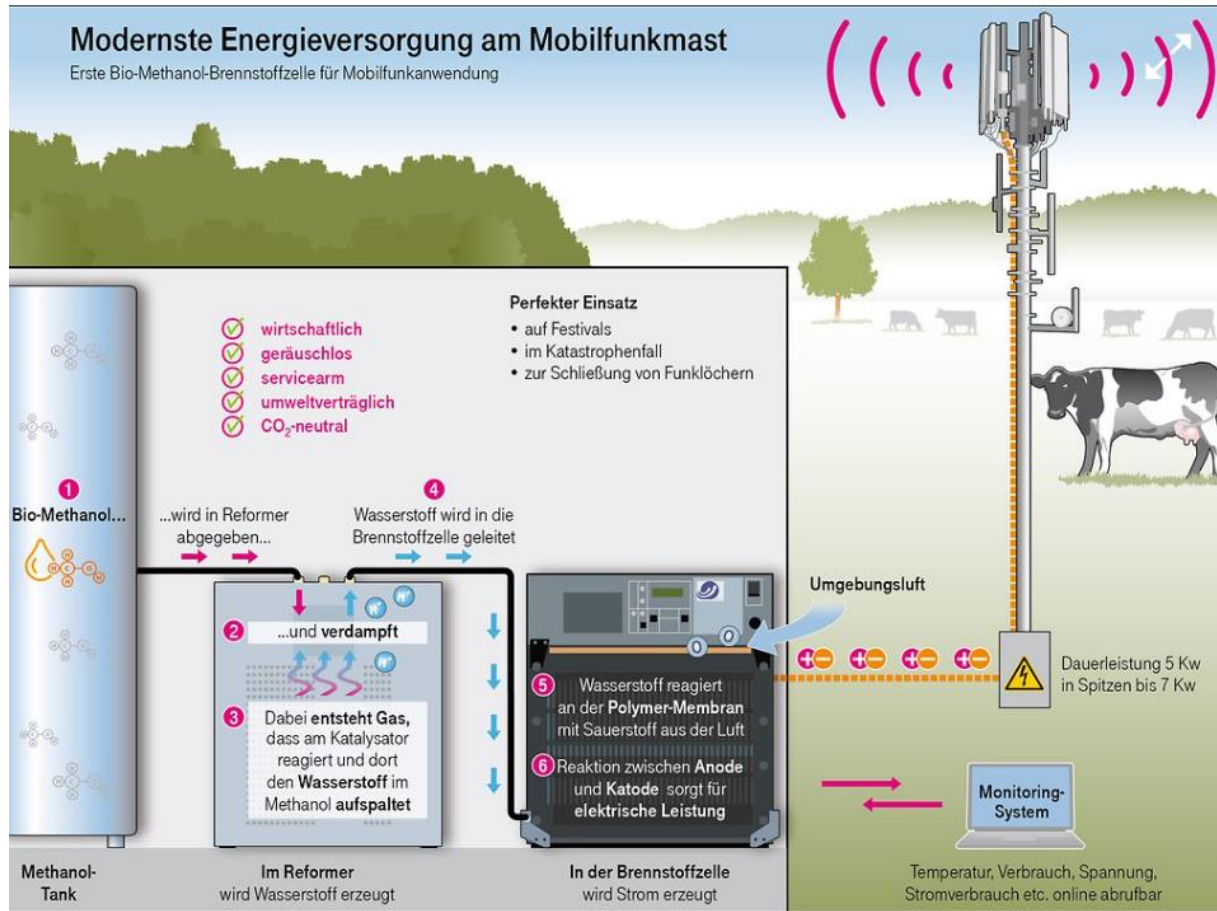 Modernste Energieversorgung am Mobilfunkmast
Erste Bio-Methanol-Brennstoffzelle für Mobilfunkanwendung
wirtschaftlich
geräuschlos
servicearm
umweltverträglich
CO₂-neutral
Perfekter Einsatz
• auf Festivals
• im Katastrophenfall
• zur Schließung von Funklöchern
1
Bio-Methanol...
...wird in Reformer
abgegeben...
4
Wasserstoff wird in die
Brennstoffzelle geleitet
2 ...und verdampft
3 Dabei entsteht Gas,
dass am Katalysator
reagiert und dort
den Wasserstoff im
Methanol aufspaltet
Umgebungsluft
5 Wasserstoff reagiert
an der Polymer-Membran
mit Sauerstoff aus der Luft
6 Reaktion zwischen Anode
und Katode sorgt für
elektrische Leistung
Dauerleistung 5 Kw
in Spitzen bis 7 Kw
Monitoring-
System
Temperatur, Verbrauch, Spannung,
Stromverbrauch etc. online abrufbar
Methanol-
Tank
Im Reformer
wird Wasserstoff erzeugt
In der Brennstoffzelle
wird Strom erzeugt